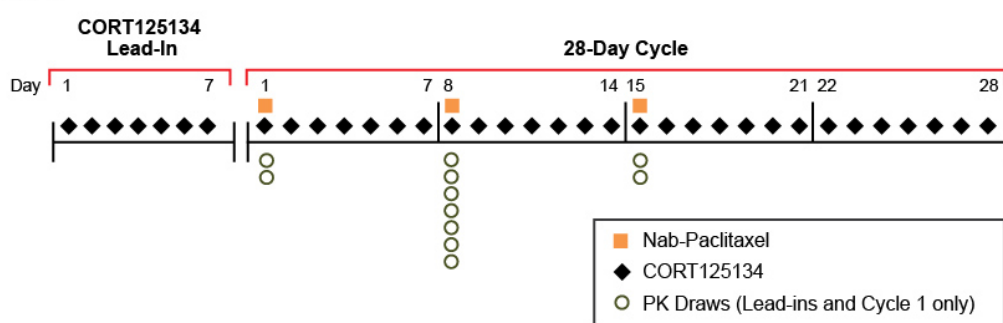 CORT125134
Lead-In
28-Day Cycle
Day 1 7 1 7 8 14 15 21 22 28
Nab-Paclitaxel
CORT125134
PK Draws (Lead-ins and Cycle 1 only)